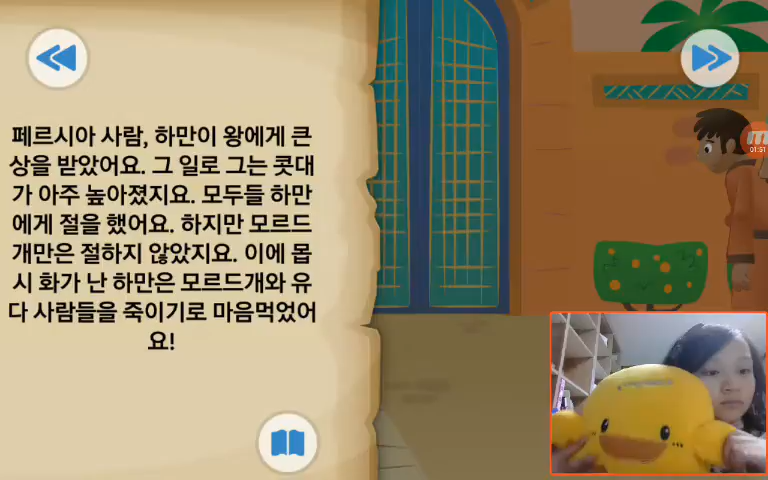 페르시아 사람, 하만이 왕에게 큰
상을 받았어요. 그 일로 그는 콧대
가 아주 높아졌지요. 모두들 하만
에게 절을 했어요. 하지만 모르드
개만은 절하지 않았지요. 이에 몹
시 화가 난 하만은 모르드개와 유
다 사람들을 죽이기로 마음먹었어
요!
01:51